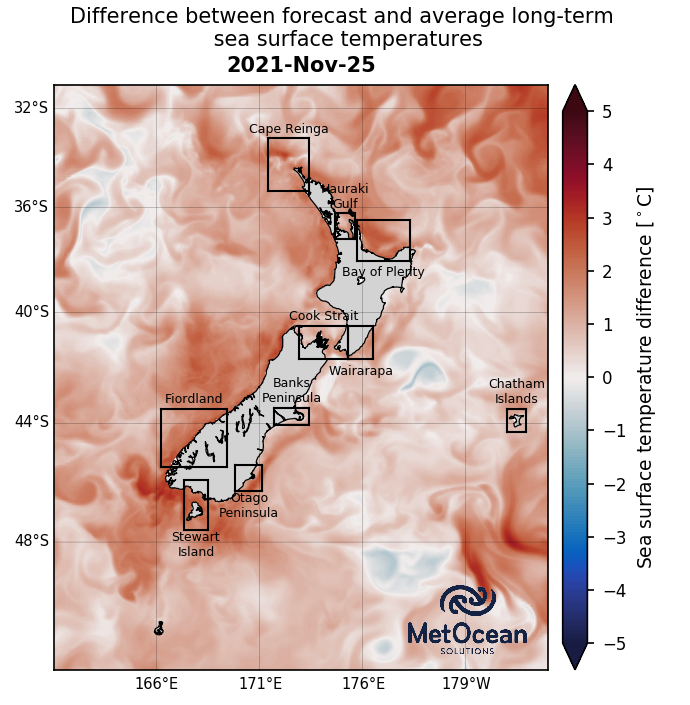 Difference between forecast and average long-term
sea surface temperatures
2021-Nov-25
32°S
36°S
40°S
44°S
48°S
166°E
171°E
176°E
179°W
Cape Reinga
Hauraki
Gulf
Bay of Plenty
Cook Strait
Wairarapa
Banks
Peninsula
Fiordland
Chatham
Islands
Otago
Peninsula
Stewart
Island
MetOcean
SOLUTIONS
5
4
3
2
1
0
−1
−2
−3
−4
−5
Sea surface temperature difference [°C]